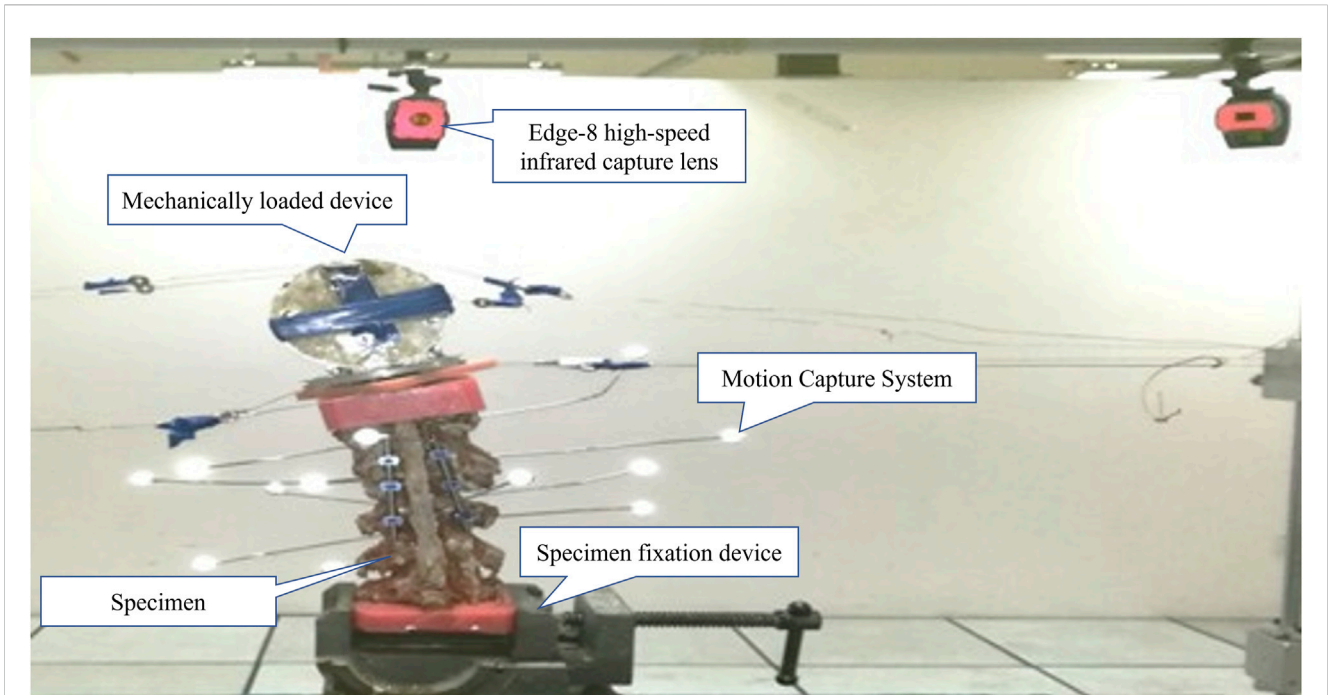 Edge-8 high-speed
infrared capture lens
Mechanically loaded device
Motion Capture System
Specimen fixation device
Specimen